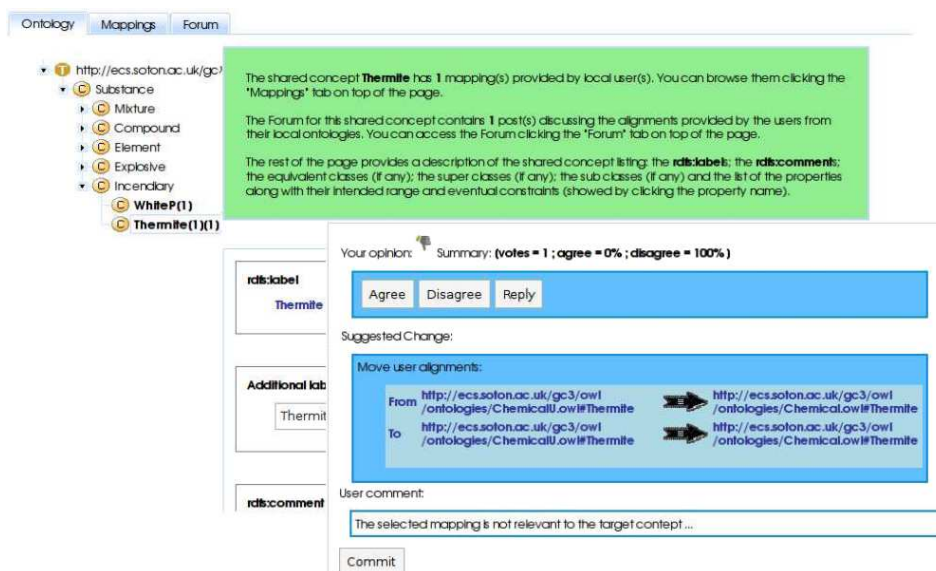 Ontology Mappings Forum
http://ecs.soton.ac.uk/gc
Substance
Mixture
Compound
Element
Explosive
Incendiary
WhiteP(1)
Thermite(1)(1)
The shared concept Thermite has 1 mapping(s) provided by local user(s). You can browse them clicking the
"Mappings" tab on top of the page.
The Forum for this shared concept contains 1 post(s) discussing the alignments provided by the users from
their local ontologies. You can access the Forum clicking the "Forum" tab on top of the page.
The rest of the page provides a description of the shared concept listing: the rdfs:labels; the rdfs:comments;
the equivalent classes (if any); the super classes (if any); the sub classes (if any) and the list of the properties
along with their intended range and eventual constraints (showed by clicking the property name).
rdfs:label
Thermite
Additional lab
Thermit
rdfs:comment
Your opinion: Summary: (votes = 1 ; agree = 0% ; disagree = 100% )
Agree Disagree Reply
Suggested Change:
Move user alignments:
From http://ecs.soton.ac.uk/gc3/owl
/ontologies/ChemicalU.owl#Thermite
http://ecs.soton.ac.uk/gc3/owl
/ontologies/Chemical.owl#Thermite
To http://ecs.soton.ac.uk/gc3/owl
/ontologies/ChemicalU.owl#Thermite
http://ecs.soton.ac.uk/gc3/owl
/ontologies/Chemical.owl#Thermite
User comment:
The selected mapping is not relevant to the target contept ...
Commit